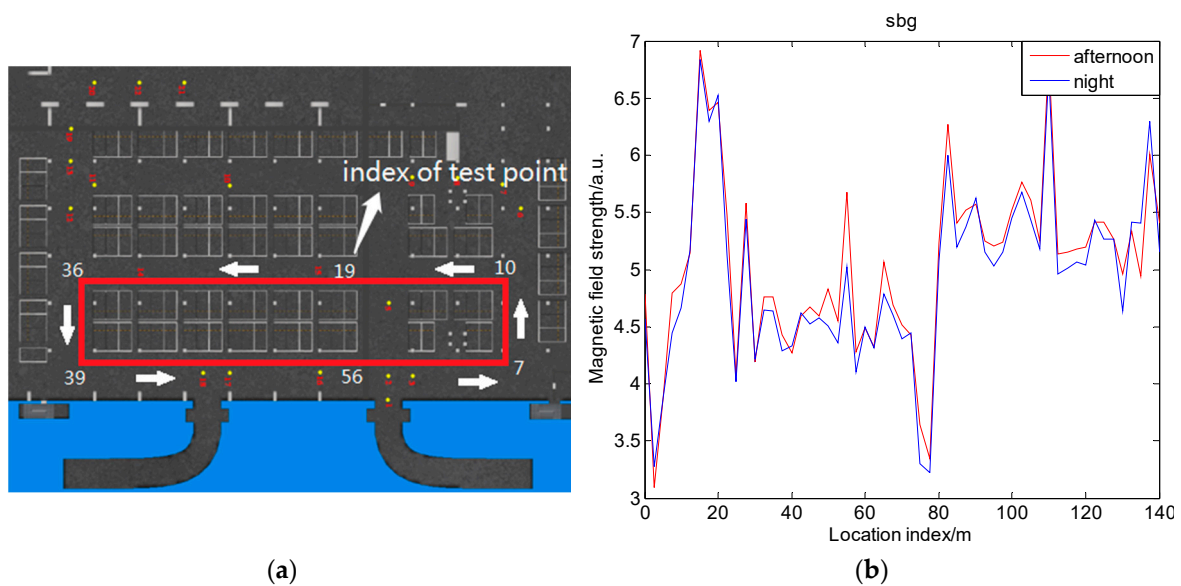 index of test point
36
19
10
39
56
7
(a)
sbg
afternoon
night
Magnetic field strength/a.u.
7
6.5
6
5.5
5
4.5
4
3.5
3
0 20 40 60 80 100 120 140
Location index/m
(b)